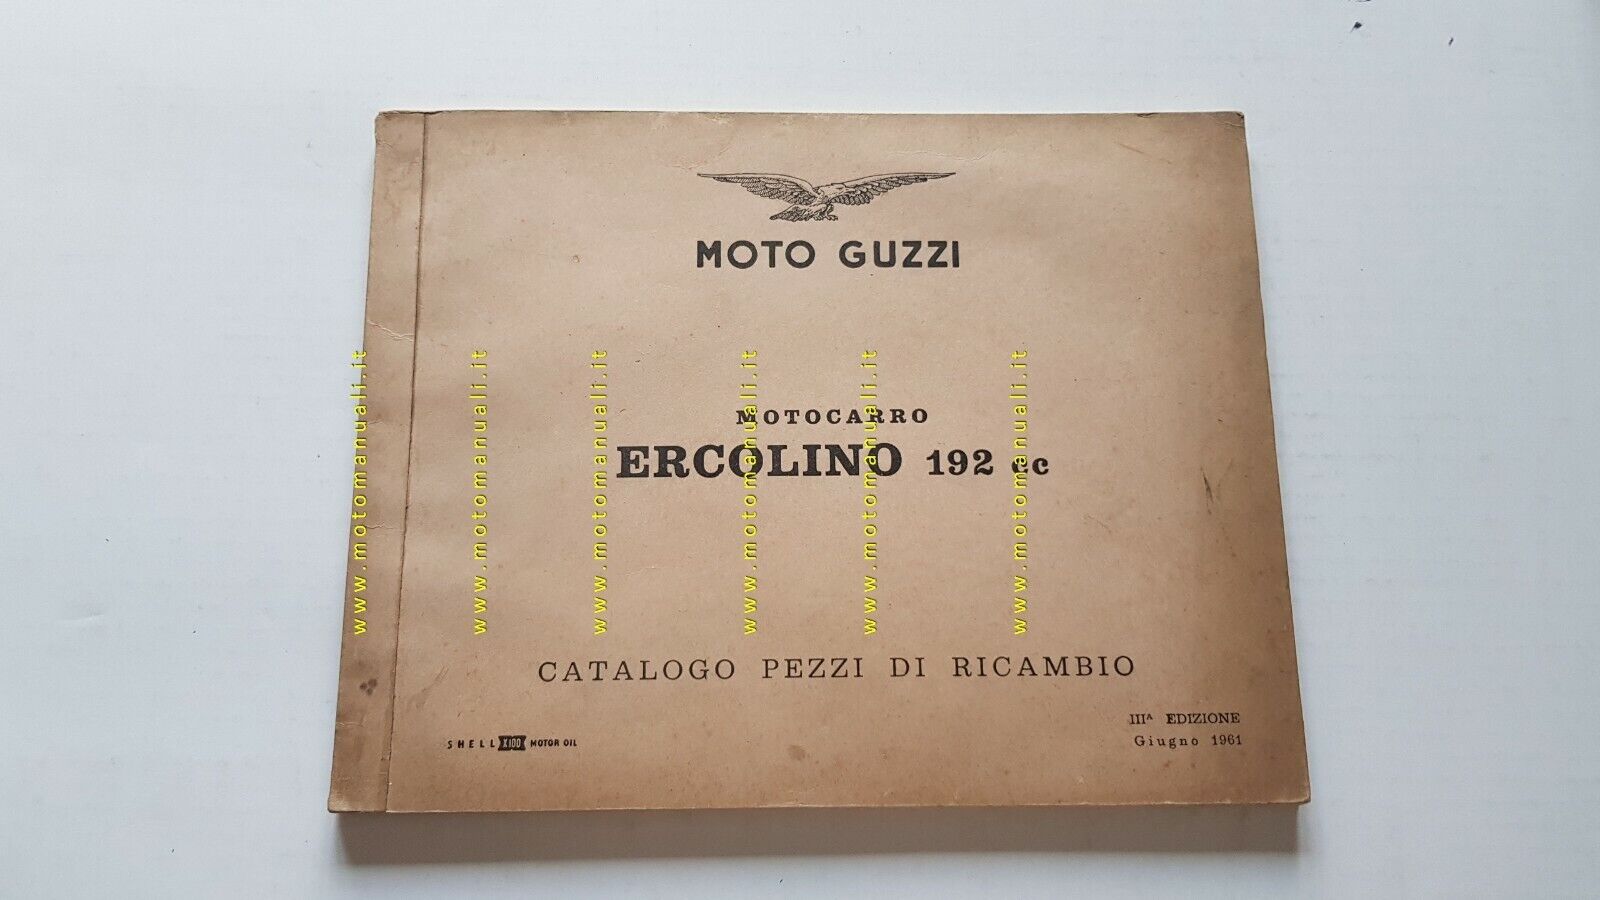 MOTO GUZZI
MOTOCARRO
ERCOLINO 192 cc
CATALOGO PEZZI DI RICAMBIO
IIIᴬ EDIZIONE
Giugno 1961
SHELL X100 MOTOR OIL
www.motomanuali.it
www.motomanuali.it
www.motomanuali.it
www.motomanuali.it
www.motomanuali.it
www.motomanuali.it